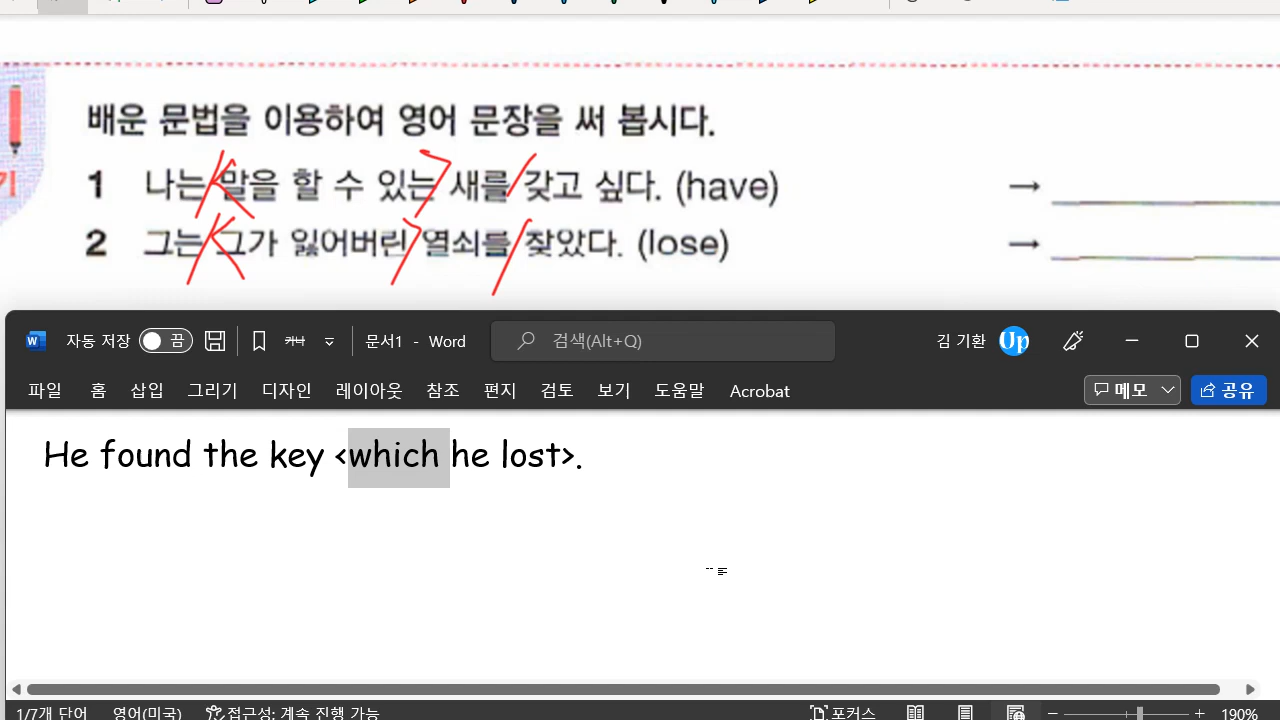 배운 문법을 이용하여 영어 문장을 써 봅시다.
기
1 나는 말을 할 수 있는 새를 갖고 싶다. (have) →
2 그는 그가 잃어버린 열쇠를 찾았다. (lose) →
자동 저장 끔 가나 문서1 - Word 검색(Alt+Q) 김 기환 Up
파일 홈 삽입 그리기 디자인 레이아웃 참조 편지 검토 보기 도움말 Acrobat 메모 공유
He found the key <which he lost>.
1/7개 단어 영어(미국) 접근성: 계속 진행 가능 포커스 190%